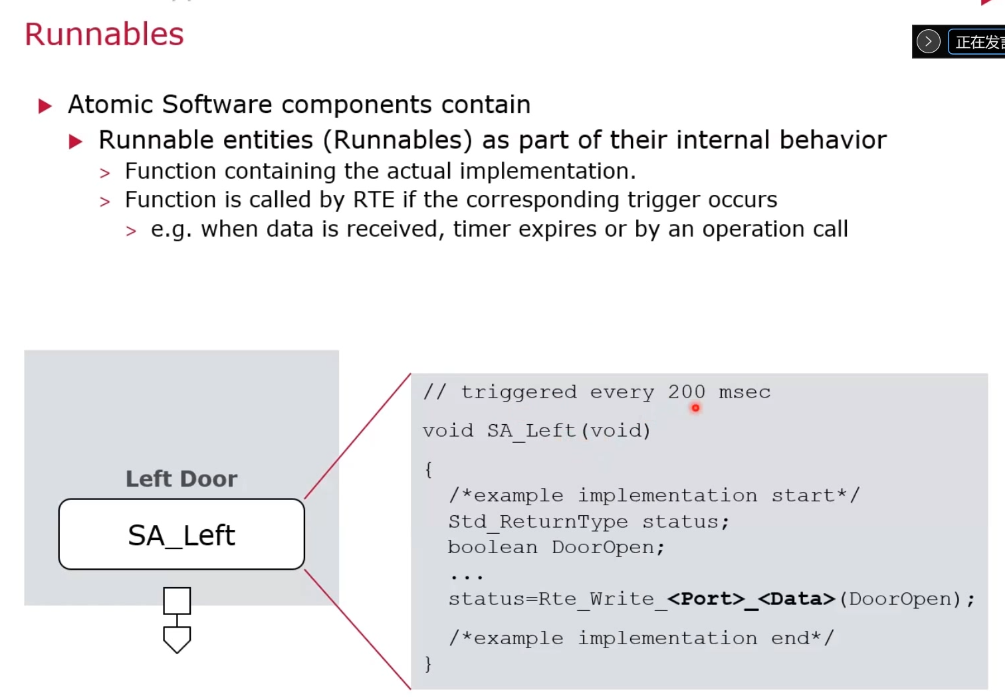 Runnables
正在发言
Atomic Software components contain
Runnable entities (Runnables) as part of their internal behavior
> Function containing the actual implementation.
> Function is called by RTE if the corresponding trigger occurs
> e.g. when data is received, timer expires or by an operation call
Left Door
SA_Left
// triggered every 200 msec
void SA_Left(void)
{
/*example implementation start*/
Std_ReturnType status;
boolean DoorOpen;
...
status=Rte_Write_<Port>_<Data>(DoorOpen);
/*example implementation end*/
}